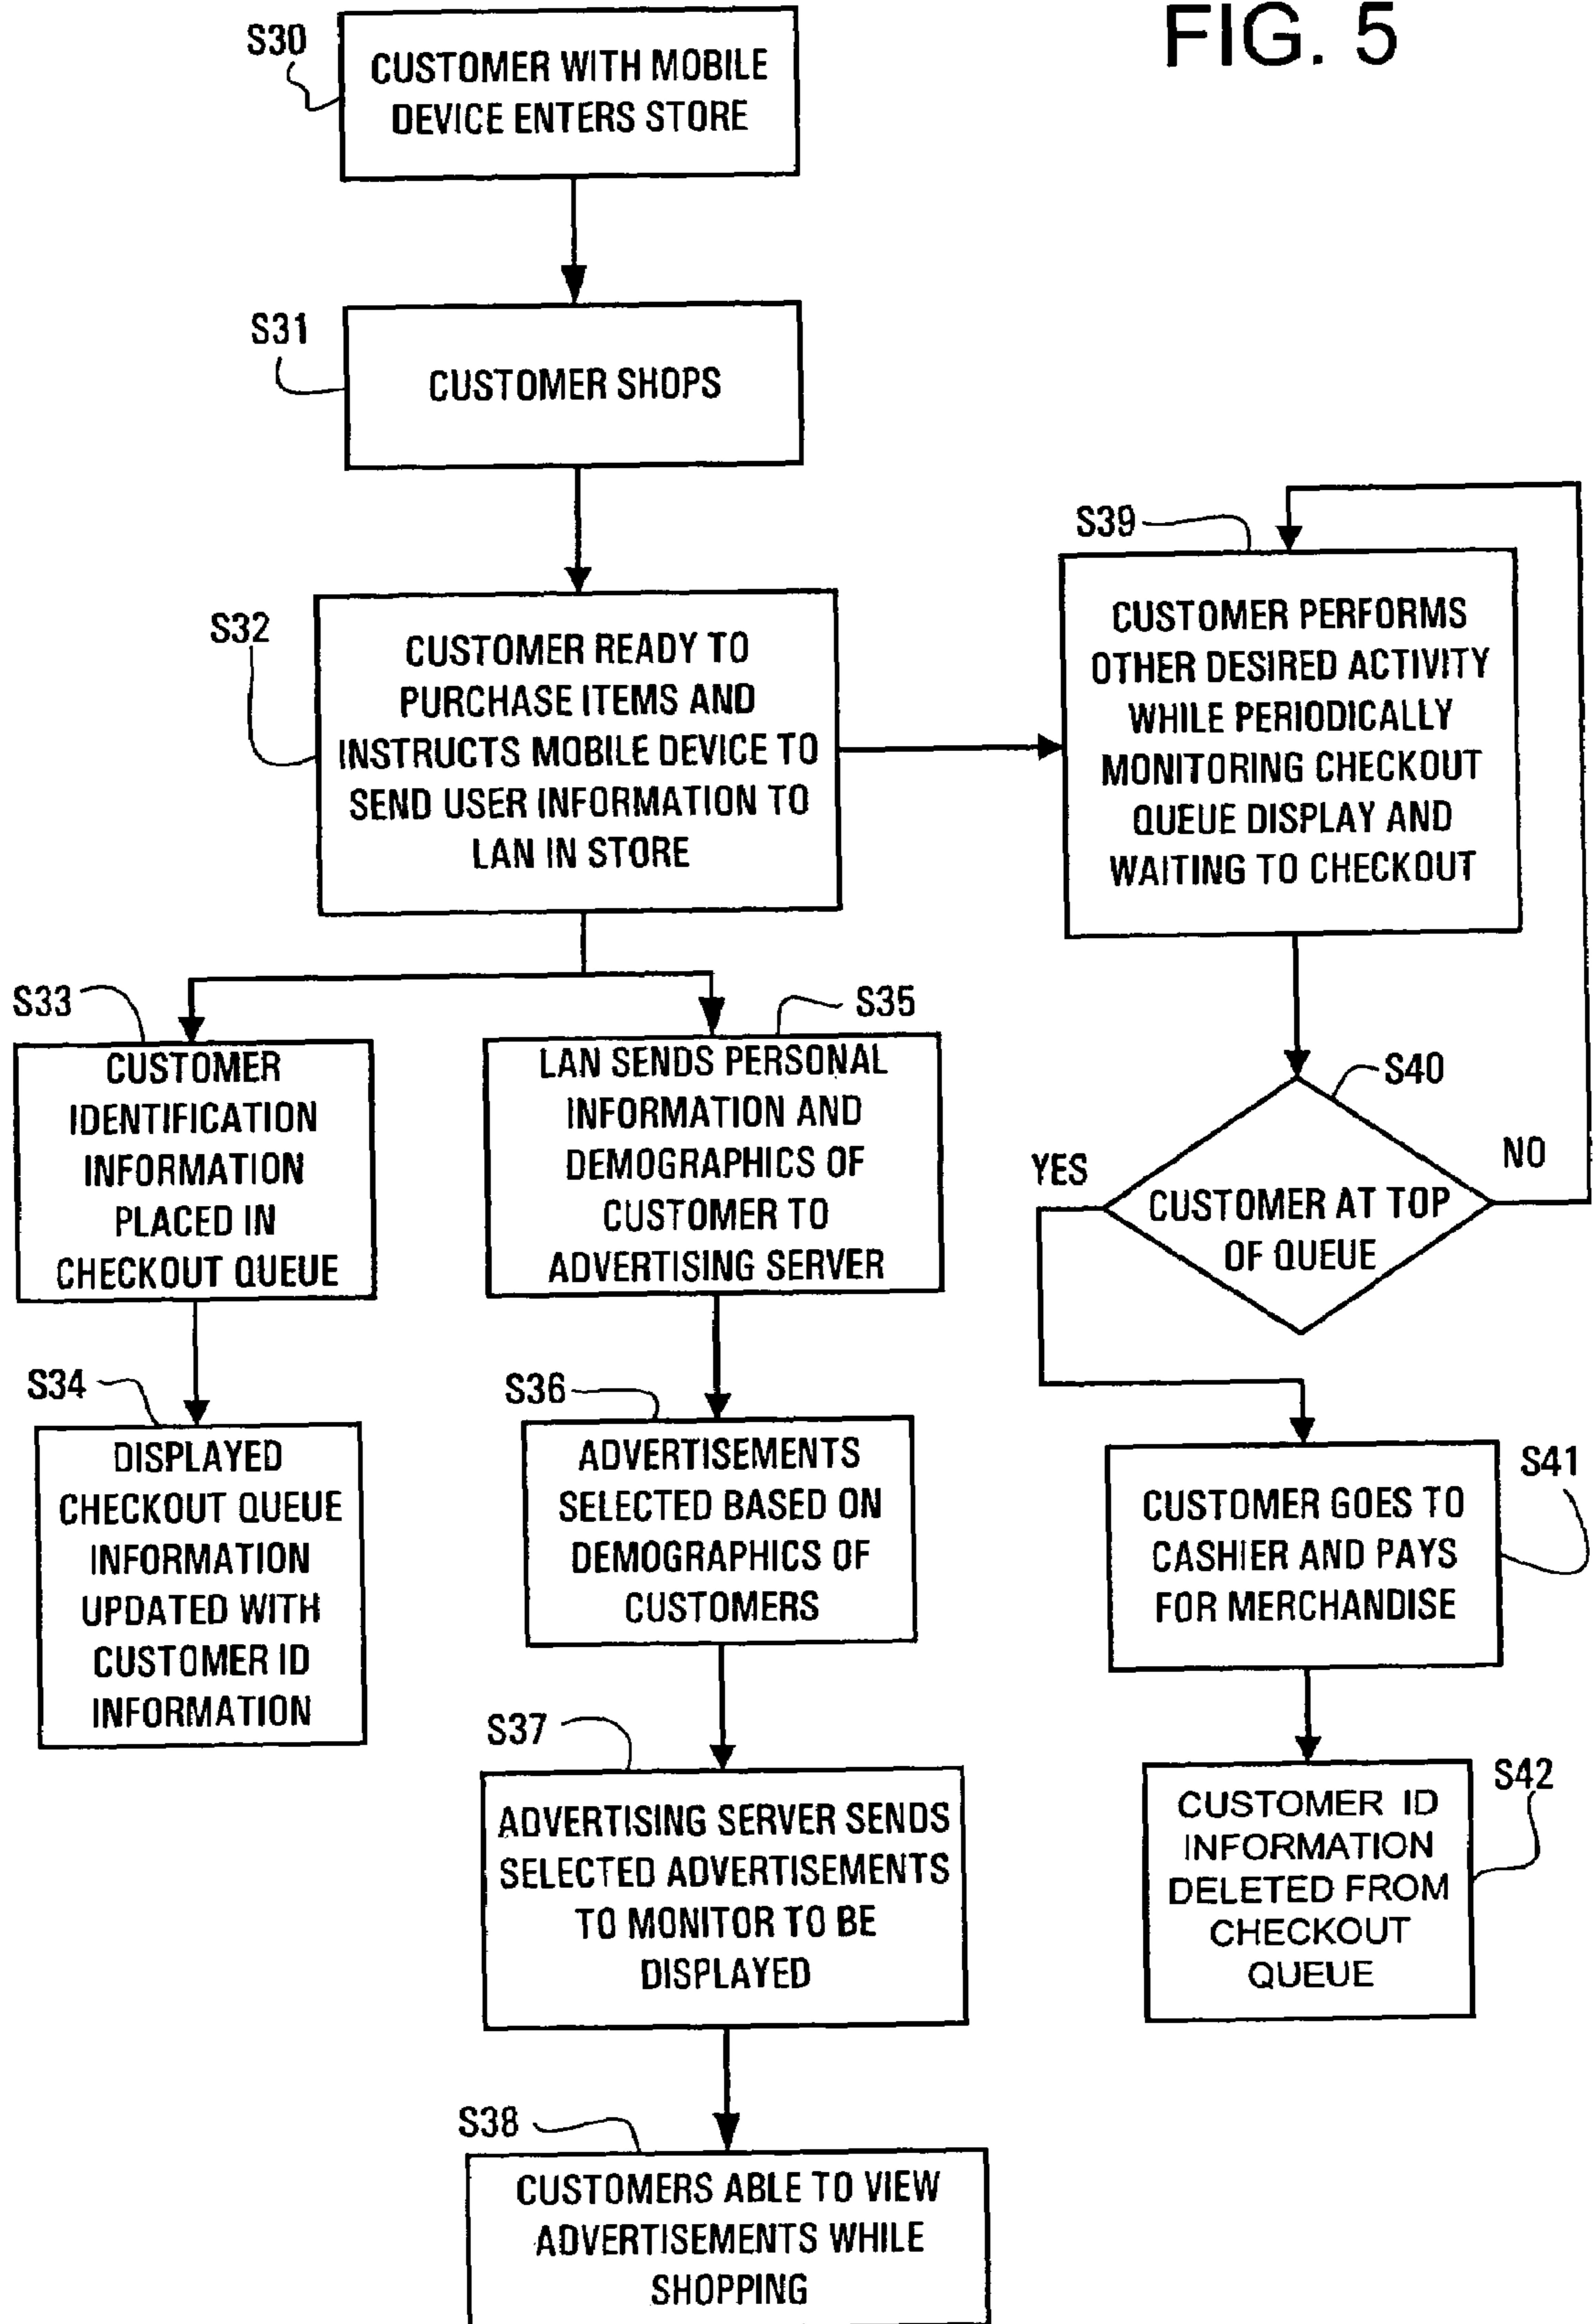 FIG. 5
S30
CUSTOMER WITH MOBILE
DEVICE ENTERS STORE
S31
CUSTOMER SHOPS
S32
CUSTOMER READY TO
PURCHASE ITEMS AND
INSTRUCTS MOBILE DEVICE TO
SEND USER INFORMATION TO
LAN IN STORE
S33
CUSTOMER
IDENTIFICATION
INFORMATION
PLACED IN
CHECKOUT QUEUE
S34
DISPLAYED
CHECKOUT QUEUE
INFORMATION
UPDATED WITH
CUSTOMER ID
INFORMATION
S35
LAN SENDS PERSONAL
INFORMATION AND
DEMOGRAPHICS OF
CUSTOMER TO
ADVERTISING SERVER
S36
ADVERTISEMENTS
SELECTED BASED ON
DEMOGRAPHICS OF
CUSTOMERS
S37
ADVERTISING SERVER SENDS
SELECTED ADVERTISEMENTS
TO MONITOR TO BE
DISPLAYED
S38
CUSTOMERS ABLE TO VIEW
ADVERTISEMENTS WHILE
SHOPPING
S39
CUSTOMER PERFORMS
OTHER DESIRED ACTIVITY
WHILE PERIODICALLY
MONITORING CHECKOUT
QUEUE DISPLAY AND
WAITING TO CHECKOUT
S40
YES
NO
CUSTOMER AT TOP
OF QUEUE
S41
CUSTOMER GOES TO
CASHIER AND PAYS
FOR MERCHANDISE
S42
CUSTOMER ID
INFORMATION
DELETED FROM
CHECKOUT
QUEUE